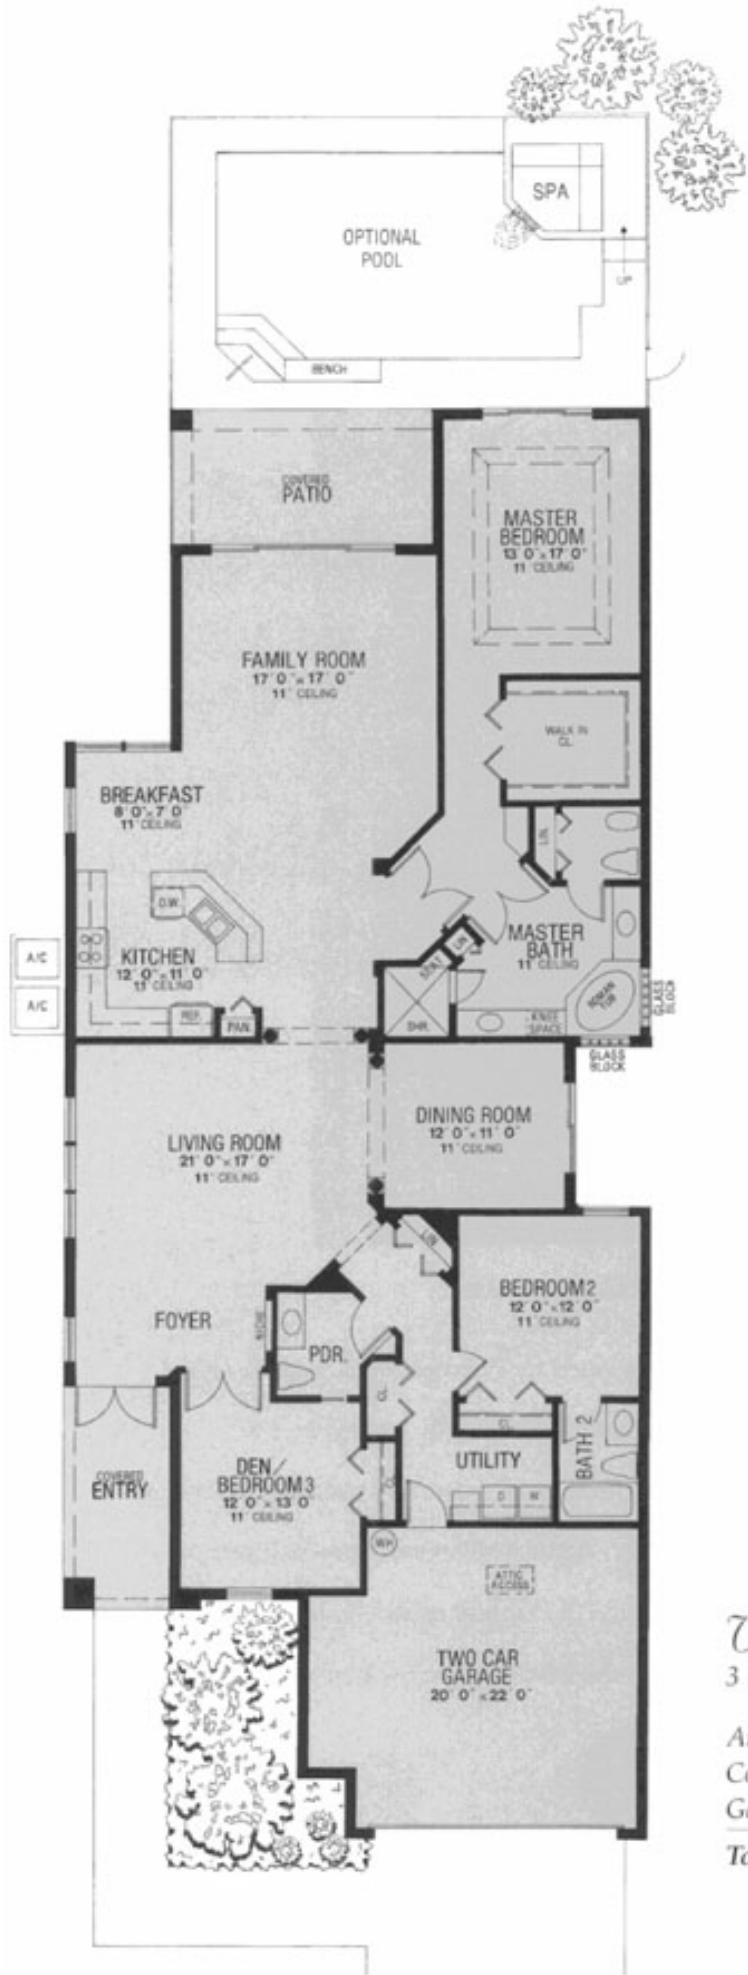 SPA
OPTIONAL
POOL
UP
BENCH
COVERED
PATIO
MASTER
BEDROOM
13' 0" x 17' 0"
11' CEILING
FAMILY ROOM
17' 0" x 17' 0"
11' CEILING
WALK IN
CL.
BREAKFAST
8' 0" x 7' 0"
11' CEILING
LIN.
D.W.
KITCHEN
12' 0" x 11' 0"
11' CEILING
A/C
A/C
REF.
PAN.
LIN.
MASTER
BATH
11' CEILING
SEAT
SHR.
KNEE
SPACE
ROMAN
TUB
GLASS
BLOCK
GLASS
BLOCK
DINING ROOM
12' 0" x 11' 0"
11' CEILING
LIVING ROOM
21' 0" x 17' 0"
11' CEILING
LIN.
BEDROOM 2
12' 0" x 12' 0"
11' CEILING
FOYER
NICHE
PDR.
CL.
CL.
BATH 2
UTILITY
D
W
COVERED
ENTRY
DEN/
BEDROOM 3
12' 0" x 13' 0"
11' CEILING
CL.
WH
ATTIC
ACCESS
TWO CAR
GARAGE
20' 0" x 22' 0"
3